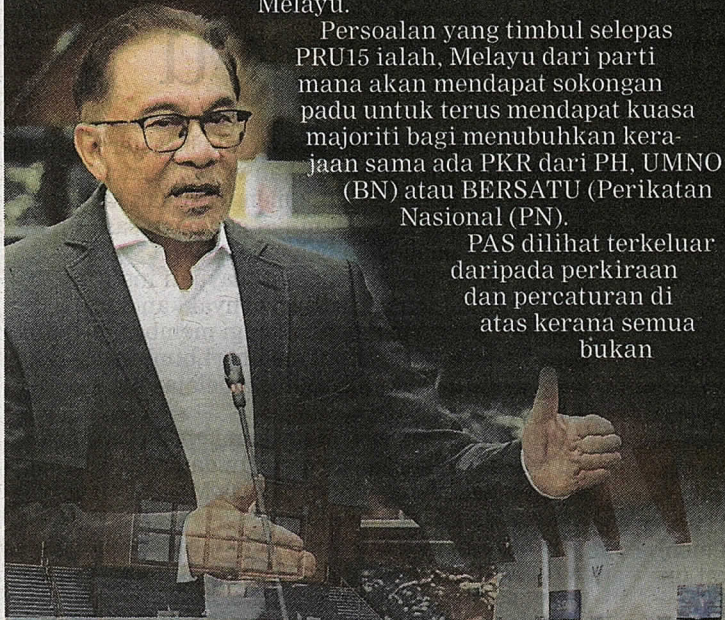 Melayu.
Persoalan yang timbul selepas
PRU15 ialah, Melayu dari parti
mana akan mendapat sokongan
padu untuk terus mendapat kuasa
majoriti bagi menubuhkan kera-
jaan sama ada PKR dari PH, UMNO
(BN) atau BERSATU (Perikatan
Nasional (PN).
PAS dilihat terkeluar
daripada perkiraan
dan percaturan di
atas kerana semua
bukan